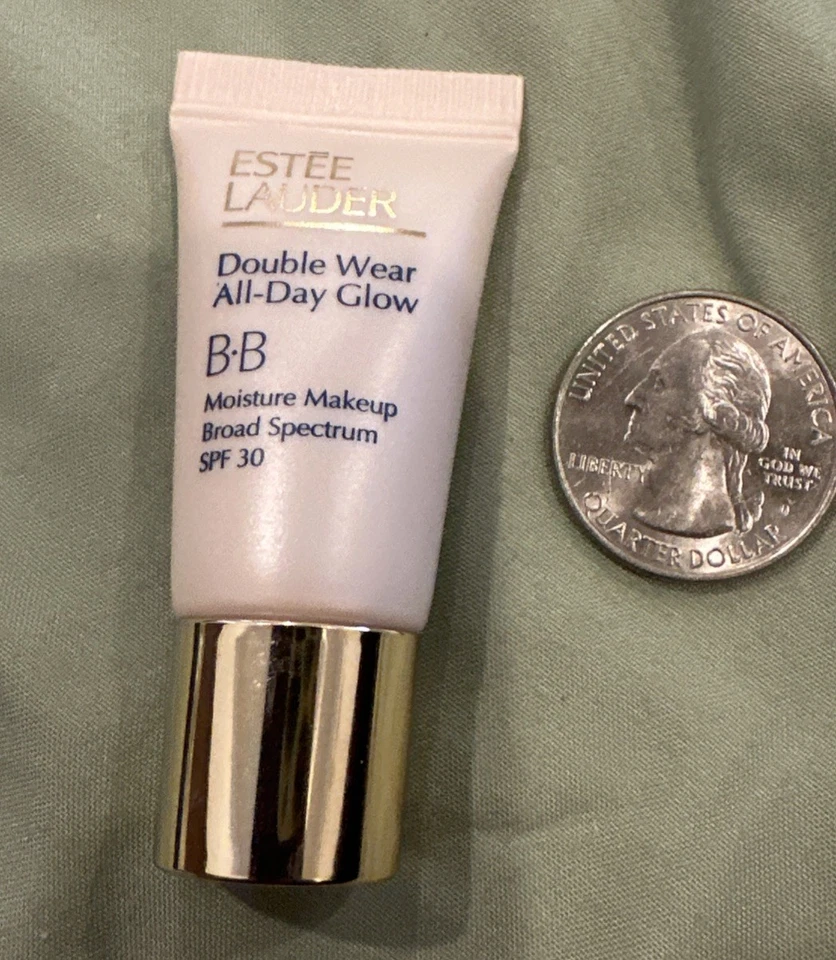 ESTĒE
LAUDER
Double Wear
All-Day Glow
B·B
Moisture Makeup
Broad Spectrum
SPF 30
UNITED STATES OF AMERICA
LIBERTY
IN
GOD WE
TRUST
QUARTER DOLLAR